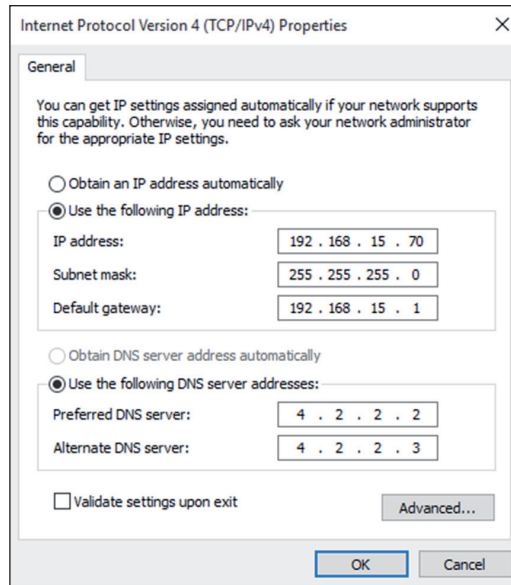 Internet Protocol Version 4 (TCP/IPv4) Properties
General
You can get IP settings assigned automatically if your network supports
this capability. Otherwise, you need to ask your network administrator
for the appropriate IP settings.
Obtain an IP address automatically
Use the following IP address:
IP address: 192 . 168 . 15 . 70
Subnet mask: 255 . 255 . 255 . 0
Default gateway: 192 . 168 . 15 . 1
Obtain DNS server address automatically
Use the following DNS server addresses:
Preferred DNS server: 4 . 2 . 2 . 2
Alternate DNS server: 4 . 2 . 2 . 3
Validate settings upon exit
Advanced...
OK Cancel